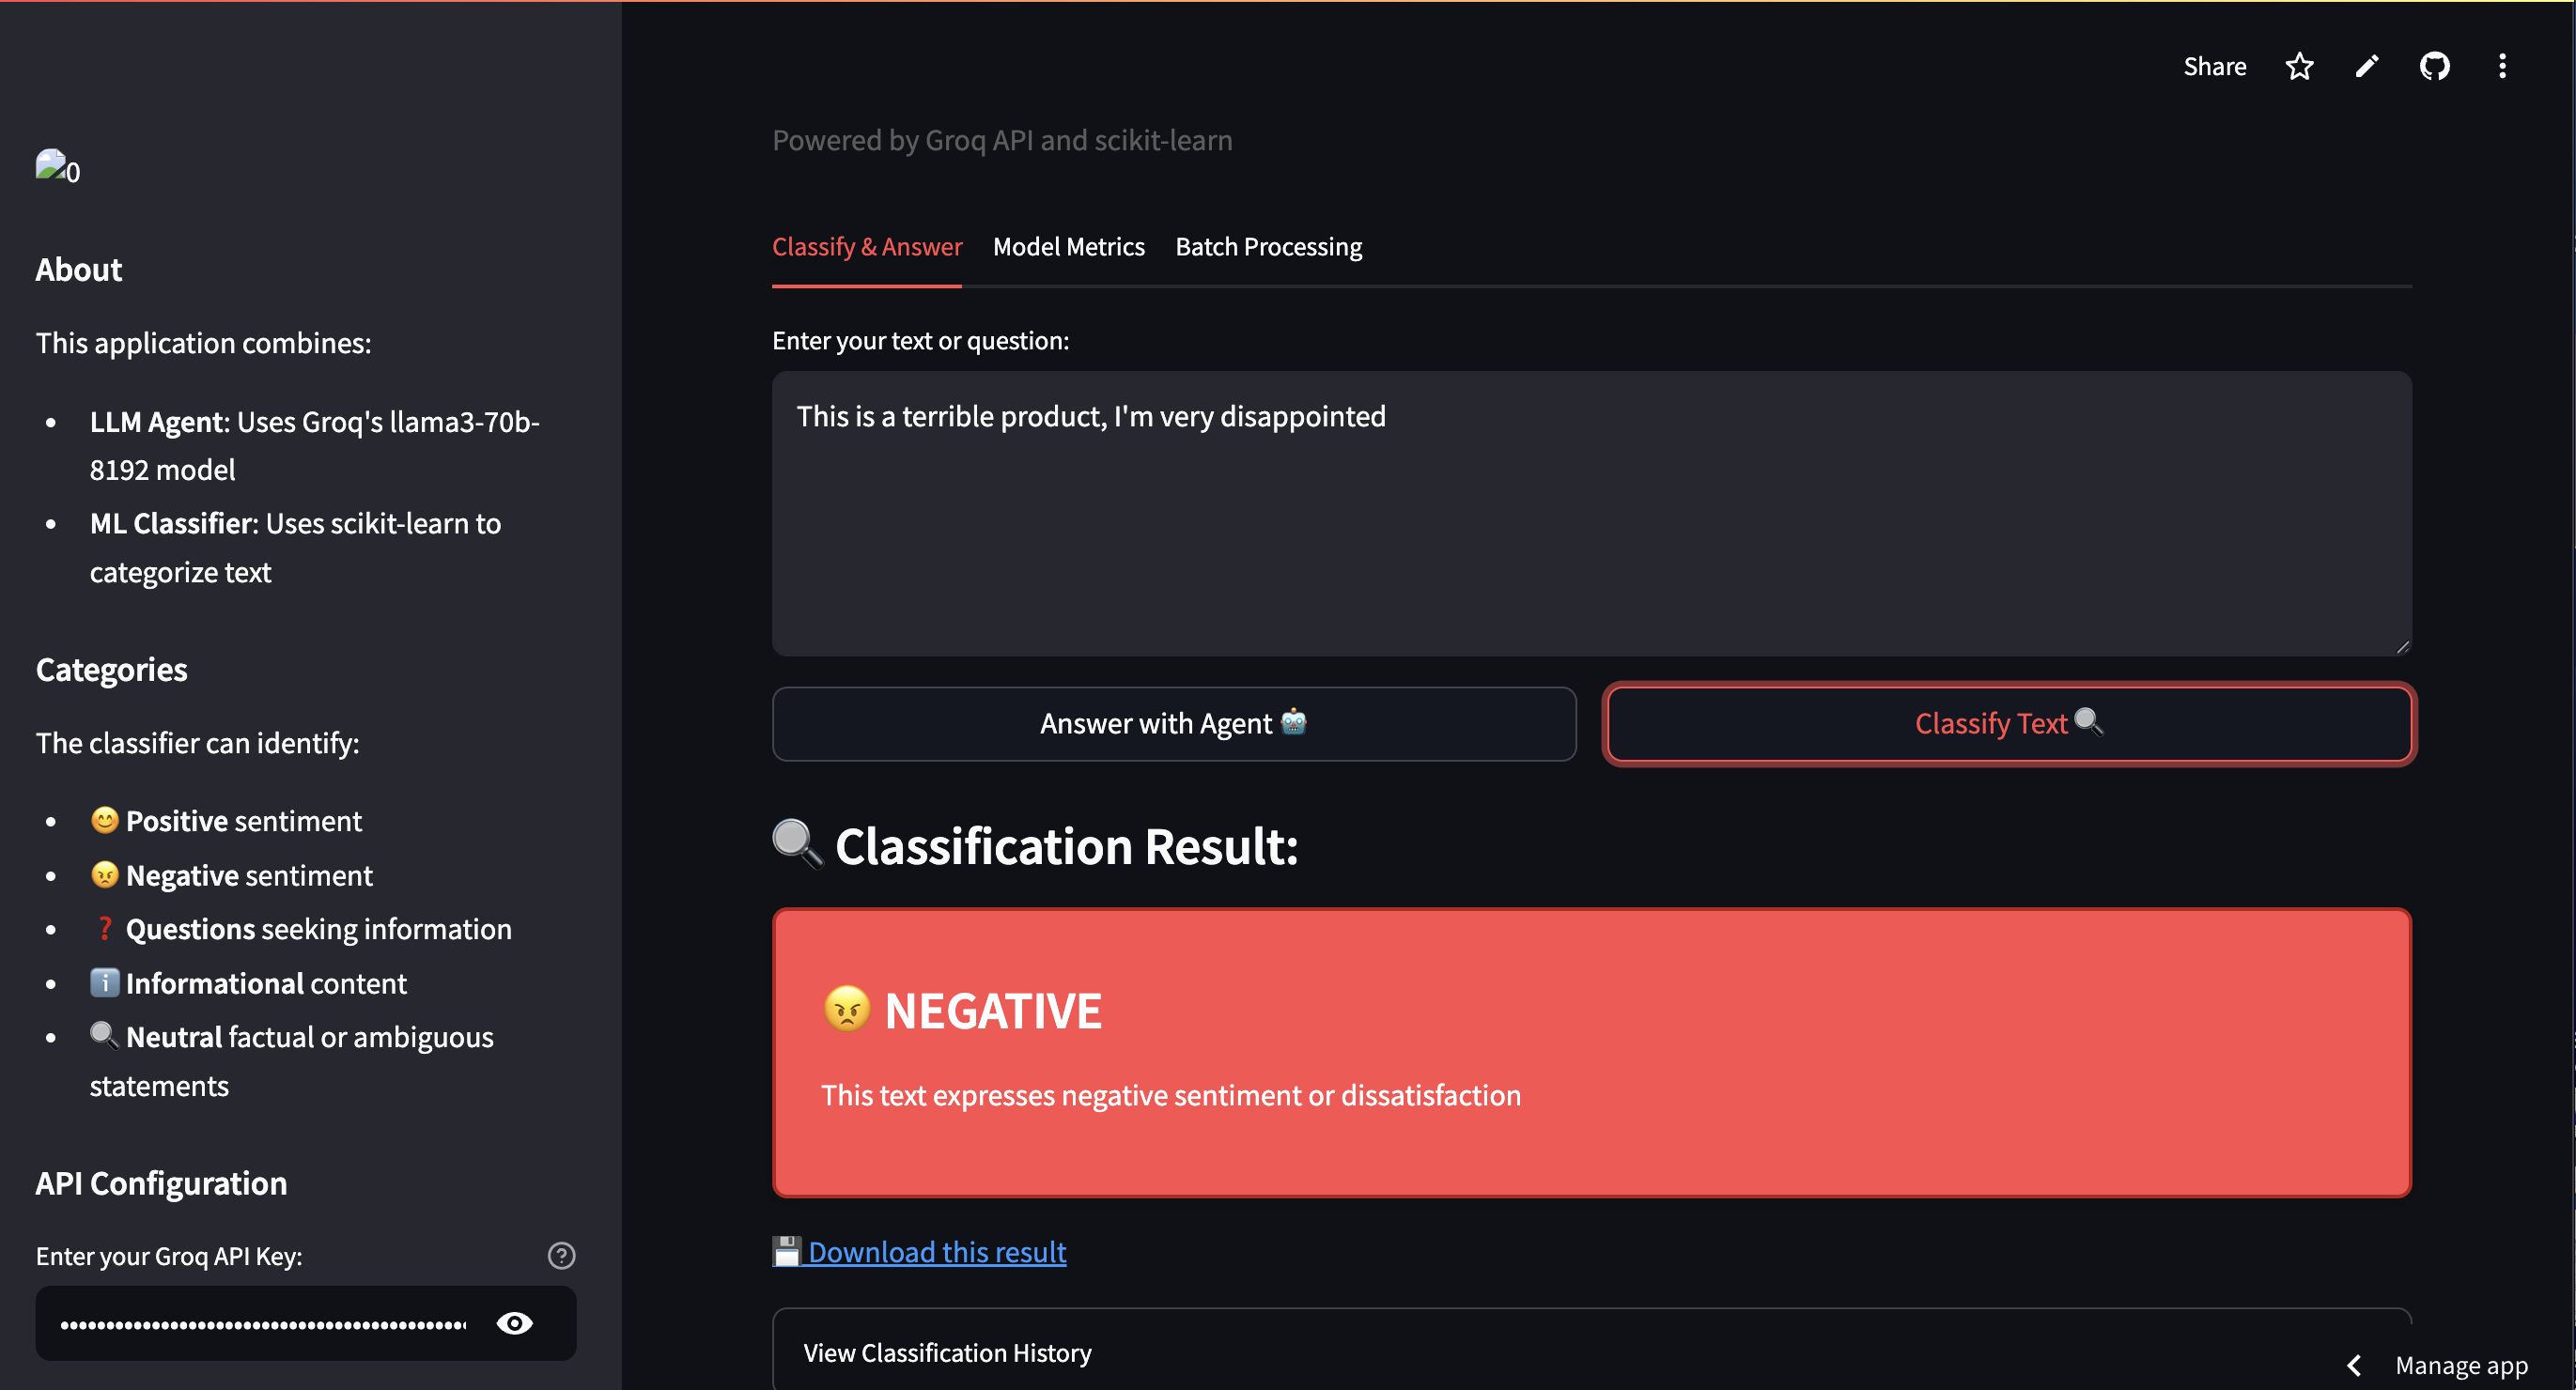 Share
0
About
This application combines:
LLM Agent: Uses Groq's llama3-70b-
8192 model
ML Classifier: Uses scikit-learn to
categorize text
Categories
The classifier can identify:
😊 Positive sentiment
😠 Negative sentiment
❓ Questions seeking information
ℹ️ Informational content
🔍 Neutral factual or ambiguous
statements
API Configuration
Enter your Groq API Key:
Powered by Groq API and scikit-learn
Classify & Answer Model Metrics Batch Processing
Enter your text or question:
This is a terrible product, I'm very disappointed
Answer with Agent 🤖 Classify Text 🔍
🔍 Classification Result:
😠 NEGATIVE
This text expresses negative sentiment or dissatisfaction
💾 Download this result
View Classification History
Manage app